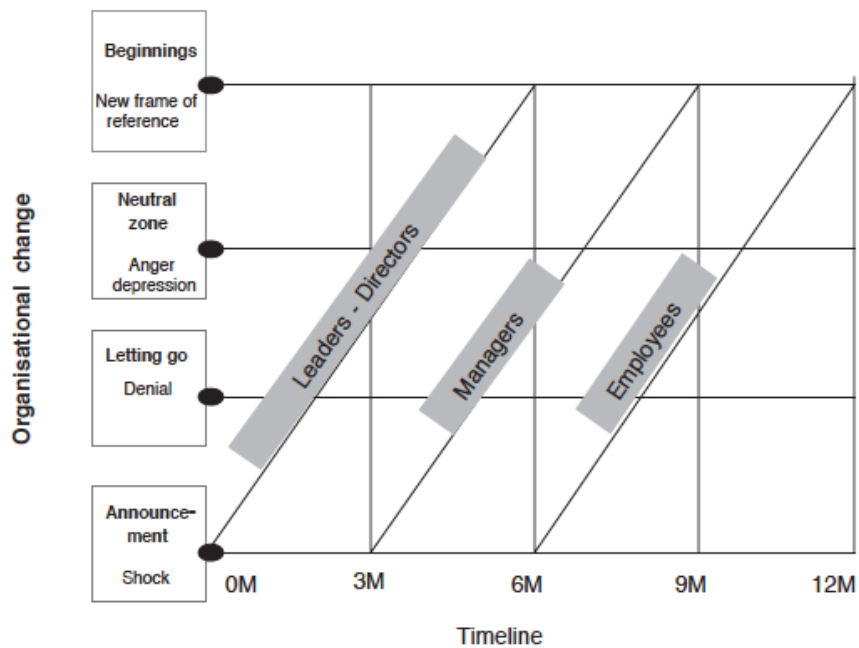 Beginnings
New frame of
reference
Neutral
zone
Anger
depression
Letting go
Denial
Announce-
ment
Shock
Organisational change
Leaders - Directors
Managers
Employees
0M
3M
6M
9M
12M
Timeline